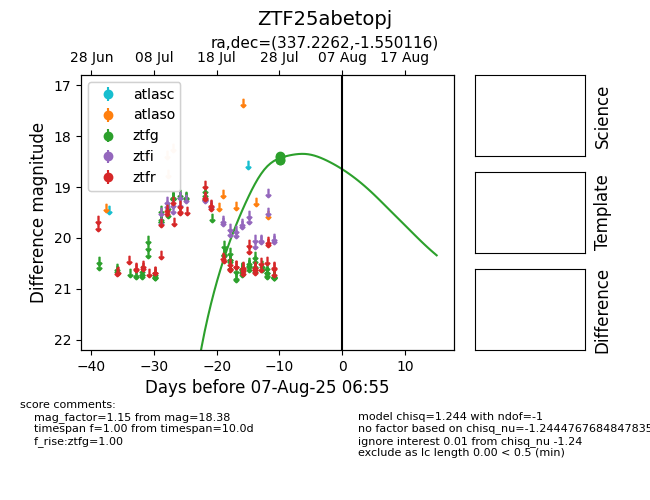 ZTF25abetopj
ra,dec=(337.2262,-1.550116)
28 Jun 08 Jul 18 Jul 28 Jul 07 Aug 17 Aug
17
18
19
20
21
22
Difference magnitude
atlasc
atlaso
ztfg
ztfi
ztfr
−40 −30 −20 −10 0 10
Days before 07-Aug-25 06:55
Science
Template
Difference
score comments:
mag_factor=1.15 from mag=18.38
timespan f=1.00 from timespan=10.0d
f_rise:ztfg=1.00
model chisq=1.244 with ndof=-1
no factor based on chisq_nu=-1.2444767684847835
ignore interest 0.01 from chisq_nu -1.24
exclude as lc length 0.00 < 0.5 (min)